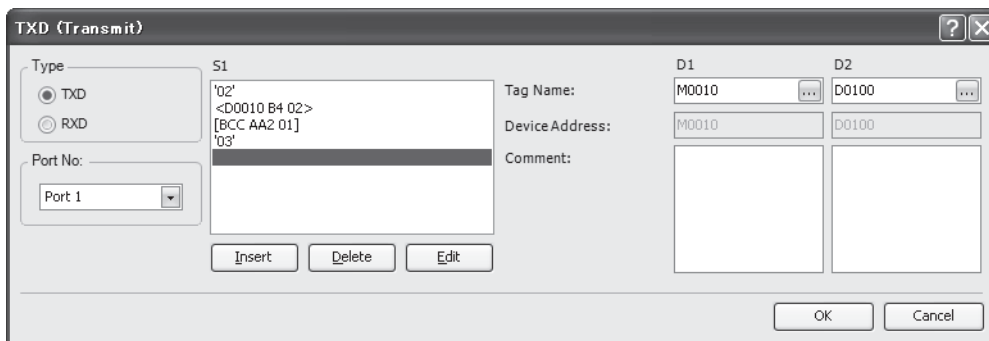 TXD (Transmit)
Type
TXD
RXD
Port No:
Port 1
S1
'02'
<D0010 B4 02>
[BCC AA2 01]
'03'
Insert
Delete
Edit
D1
D2
Tag Name:
M0010
...
D0100
...
Device Address:
M0010
D0100
Comment:
OK
Cancel